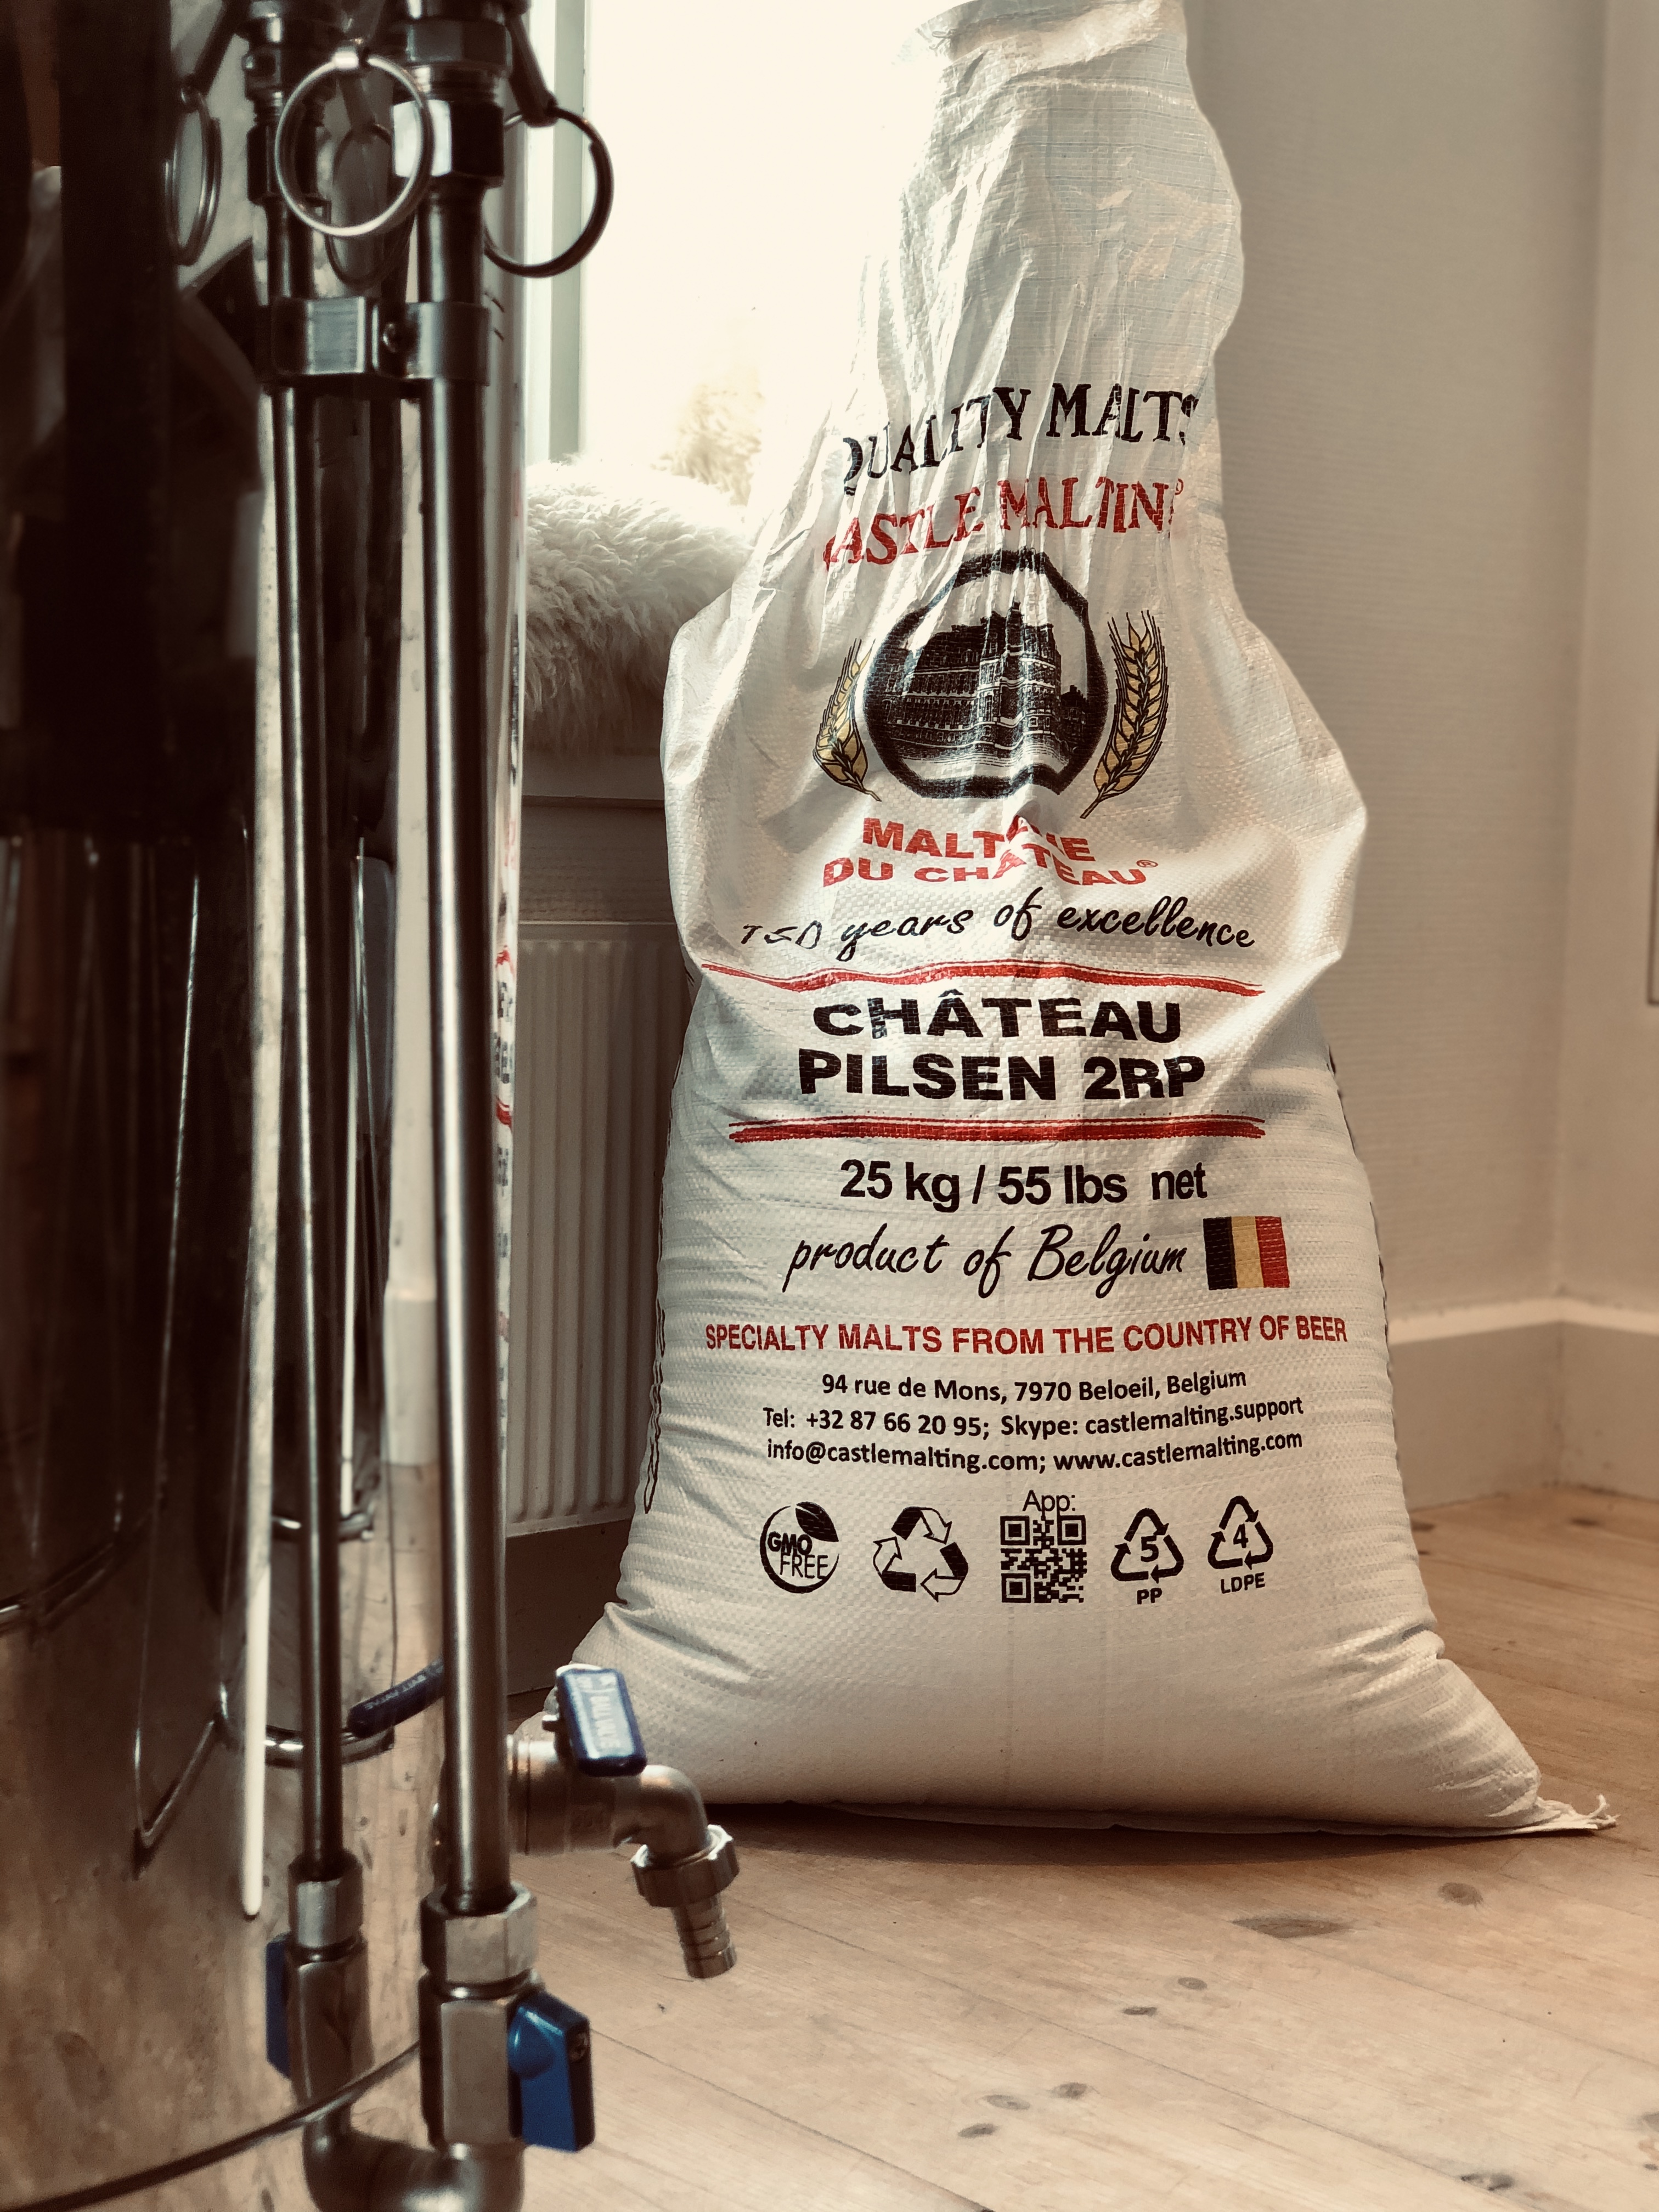 QUALITY MALTS
CASTLE MALTING
MALTERIE
DU CHÂTEAU®
150 years of excellence
CHÂTEAU
PILSEN 2RP
25 kg / 55 lbs net
product of Belgium
SPECIALTY MALTS FROM THE COUNTRY OF BEER
94 rue de Mons, 7970 Beloeil, Belgium
Tel: +32 87 66 20 95; Skype: castlemalting.support
info@castlemalting.com; www.castlemalting.com
App:
GMO
FREE
5
PP
4
LDPE